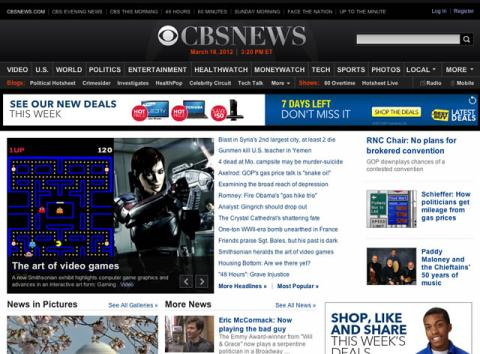 CBSNEWS.COM | CBS EVENING NEWS | CBS THIS MORNING | 48 HOURS | 60 MINUTES | SUNDAY MORNING | FACE THE NATION | UP TO THE MINUTE
Log In | Register
CBSNEWS
March 18, 2012 | 3:20 PM ET
VIDEO U.S. WORLD POLITICS ENTERTAINMENT HEALTHWATCH MONEYWATCH TECH SPORTS PHOTOS LOCAL MORE
Blogs: Political Hotsheet Crimesider Investigates HealthPop Celebrity Circuit Tech Talk More Shows: 60 Overtime Hotsheet Live Radio Mobile
SEE OUR NEW DEALS
THIS WEEK
HOT PRICE
HOT PRICE
TOSHIBA
7 DAYS LEFT
DON'T MISS IT
SHOP THE DEALS
BEST BUY
LATEST DEALS
1UP 120
The art of video games
A new Smithsonian exhibit highlights computer game graphics and
advances in an interactive art form: Gaming Video
Blast in Syria's 2nd largest city, at least 2 die
Gunmen kill U.S. teacher in Yemen
4 dead at Mo. campsite may be murder-suicide
Axelrod: GOP's gas price talk is "snake oil"
Examining the broad reach of depression
Romney: Fire Obama's "gas hike trio"
Analyst: Gingrich should drop out
The Crystal Cathedral's shattering fate
One-ton WWII-era bomb unearthed in France
Friends praise Sgt. Bales, but his past is dark
Smithsonian heralds the art of video games
Housing Bottom: Are we there yet?
"48 Hours": Grave Injustice
More Headlines » Most Popular »
RNC Chair: No plans for
brokered convention
GOP downplays chances of a
contested convention
Schieffer: How
politicians get
mileage from
gas prices
Paddy
Maloney and
the Chieftains'
50 years of
music
News in Pictures
See All Galleries »
More News
See All News »
Eric McCormack: Now
playing the bad guy
The Emmy Award-winner from "Will
& Grace" now plays a serpentine
politician in a Broadway ...
SHOP, LIKE
AND SHARE
THIS WEEK'S
DEALS